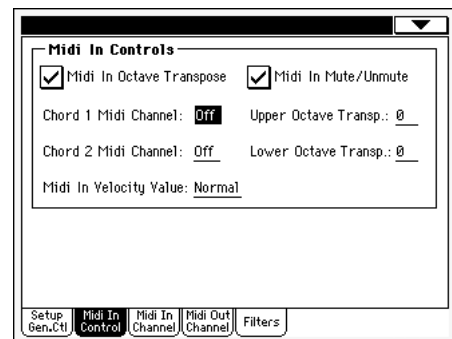 Midi In Controls
Midi In Octave Transpose Midi In Mute/Unmute
Chord 1 Midi Channel: Off Upper Octave Transp.: 0
Chord 2 Midi Channel: Off Lower Octave Transp.: 0
Midi In Velocity Value: Normal
Setup Gen.Ctl Midi In Control Midi In Channel Midi Out Channel Filters